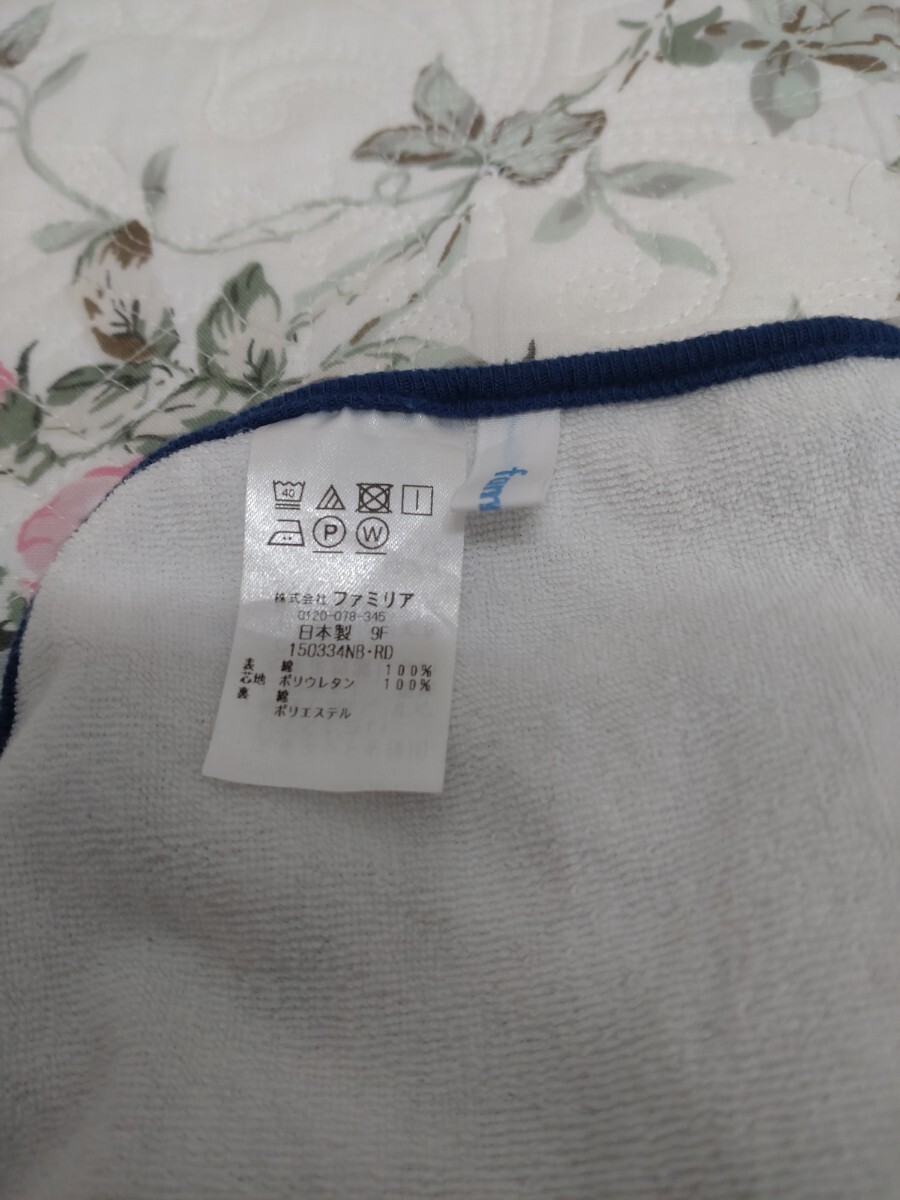 fami
40
P W
株式会社 ファミリア
0120-078-345
日本製 9F
150334NB·RD
表 綿 100%
芯地 ポリウレタン 100%
裏 綿
ポリエステル